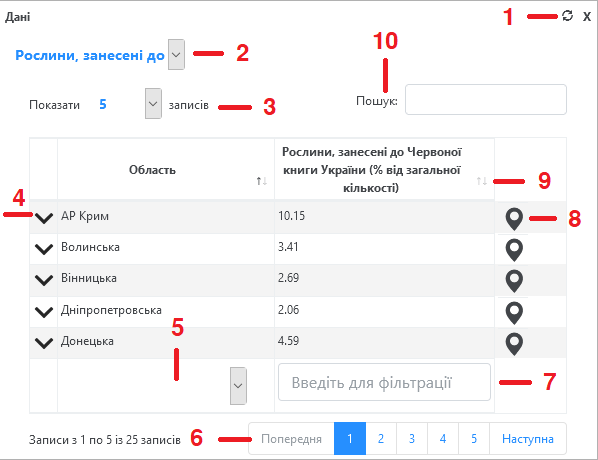 Дані
1
X
Рослини, занесені до
2
10
Показати 5 записів
3
Пошук:
Область
Рослини, занесені до Червоної
книги України (% від загальної
кількості)
9
4
АР Крим 10.15
8
Волинська 3.41
Вінницька 2.69
Дніпропетровська 2.06
5
Донецька 4.59
Введіть для фільтрації
7
Записи з 1 по 5 із 25 записів
6
Попередня 1 2 3 4 5 Наступна